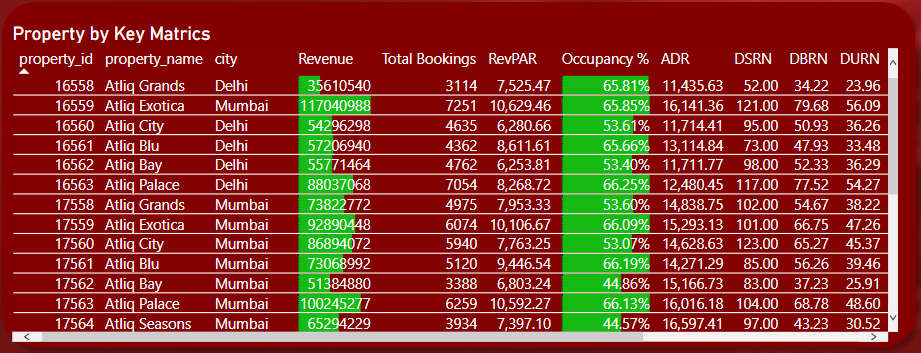 Property by Key Matrics
property_id property_name city Revenue Total Bookings RevPAR Occupancy % ADR DSRN DBRN DURN
16558 Atliq Grands Delhi 35610540 3114 7,525.47 65.81% 11,435.63 52.00 34.22 23.96
16559 Atliq Exotica Mumbai 117040988 7251 10,629.46 65.85% 16,141.36 121.00 79.68 56.09
16560 Atliq City Delhi 54296298 4635 6,280.66 53.61% 11,714.41 95.00 50.93 36.26
16561 Atliq Blu Delhi 57206940 4362 8,611.61 65.66% 13,114.84 73.00 47.93 33.48
16562 Atliq Bay Delhi 55771464 4762 6,253.81 53.40% 11,711.77 98.00 52.33 36.29
16563 Atliq Palace Delhi 88037068 7054 8,268.72 66.25% 12,480.45 117.00 77.52 54.27
17558 Atliq Grands Mumbai 73822772 4975 7,953.33 53.60% 14,838.75 102.00 54.67 38.22
17559 Atliq Exotica Mumbai 92890448 6074 10,106.67 66.09% 15,293.13 101.00 66.75 47.26
17560 Atliq City Mumbai 86894072 5940 7,763.25 53.07% 14,628.63 123.00 65.27 45.37
17561 Atliq Blu Mumbai 73068992 5120 9,446.54 66.19% 14,271.29 85.00 56.26 39.46
17562 Atliq Bay Mumbai 51384880 3388 6,803.24 44.86% 15,166.73 83.00 37.23 25.91
17563 Atliq Palace Mumbai 100245277 6259 10,592.27 66.13% 16,016.18 104.00 68.78 48.60
17564 Atliq Seasons Mumbai 65294229 3934 7,397.10 44.57% 16,597.41 97.00 43.23 30.52